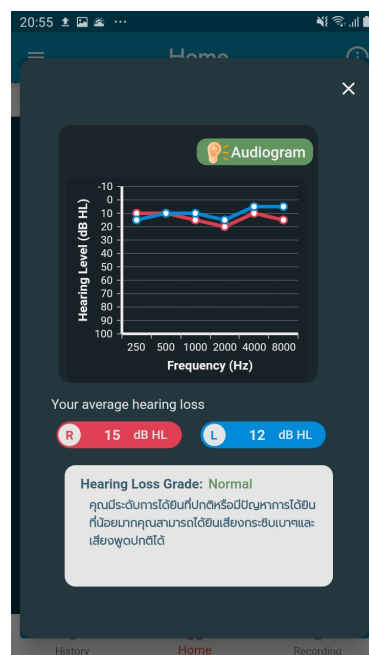 20:55
Home
Audiogram
Hearing Level (dB HL)
-10
0
10
20
30
40
50
60
70
80
90
100
250 500 1000 2000 4000 8000
Frequency (Hz)
Your average hearing loss
R 15 dB HL L 12 dB HL
Hearing Loss Grade: Normal
คุณมีระดับการได้ยินที่ปกติหรือมีปัญหาการได้ยิน
ที่น้อยมากคุณสามารถได้ยินเสียงกระซิบเบาๆและ
เสียงพูดปกติได้
History Home Recording